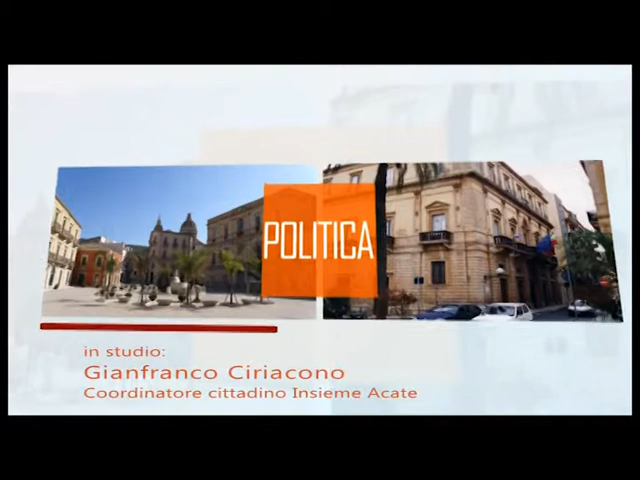 POLITICA
in studio:
Gianfranco Ciriacono
Coordinatore cittadino Insieme Acate